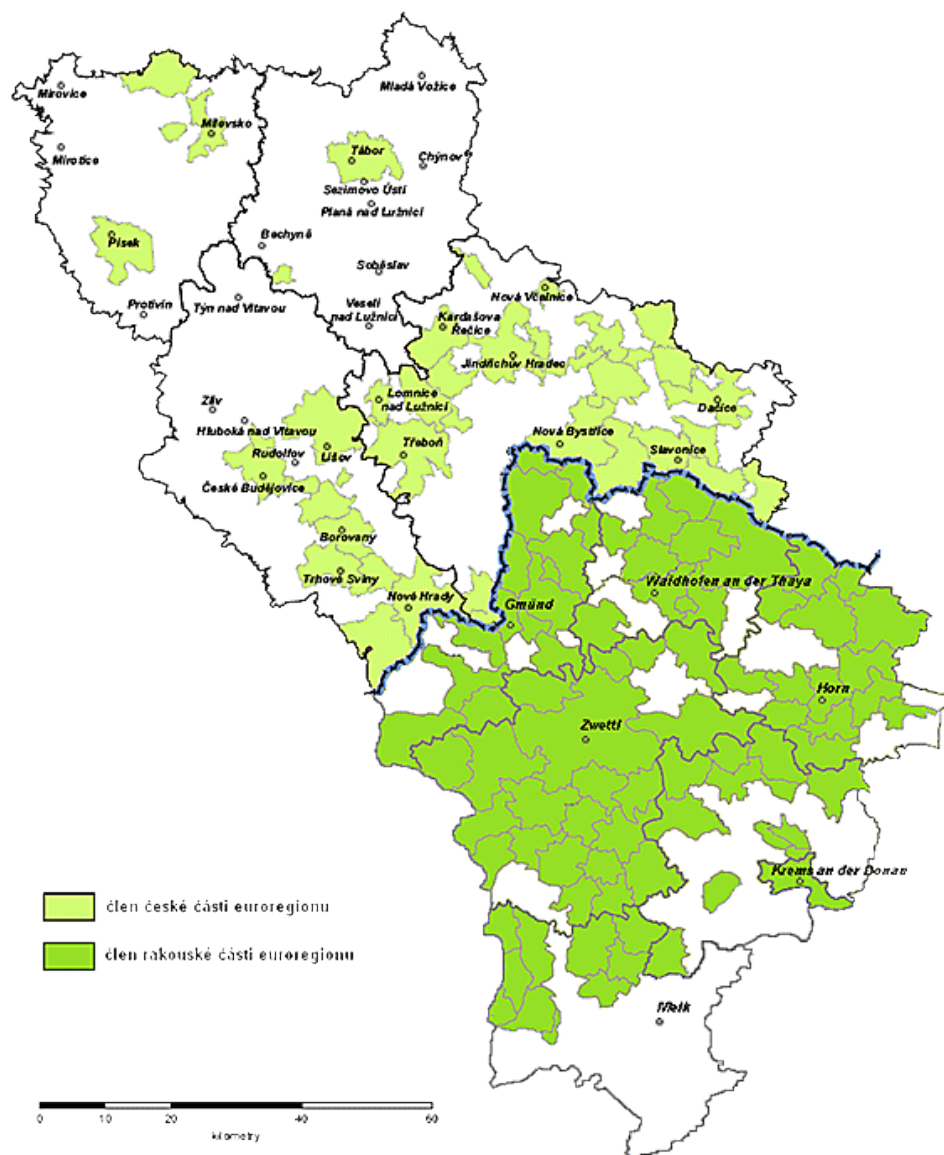 Mirovice
Mladá Vožice
Milevsko
Mirotice
Tábor
Chýnov
Sezimovo Ústí
Planá nad Lužnicí
Písek
Bechyně
Soběslav
Nová Včelnice
Protivín
Týn nad Vltavou
Veselí
nad Lužnicí
Kardašova
Řečice
Jindřichův Hradec
Lomnice
nad Lužnicí
Dačice
Zliv
Hluboká nad Vltavou
Rudolfov
Lišov
Třeboň
Nová Bystřice
Slavonice
České Budějovice
Borovany
Trhové Sviny
Nové Hrady
Gmünd
Waidhofen an der Thaya
Horn
Zwettl
Krems an der Donau
člen české části euroregionu
člen rakouské části euroregionu
Melk
0 10 20 40 60
kilometry